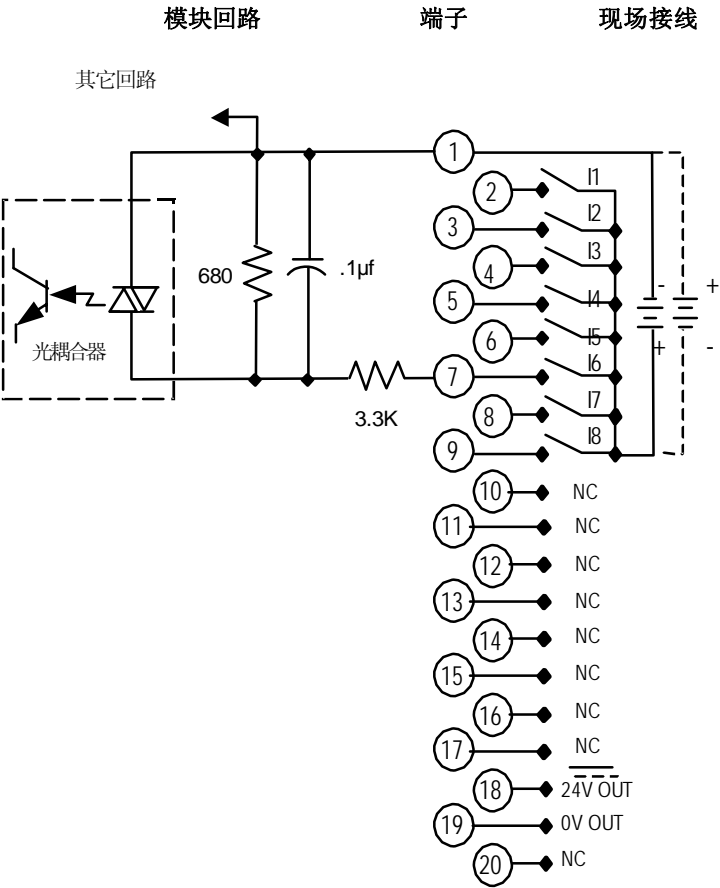 模块回路 端子 现场接线
其它回路
1
2 I1
3 I2
4 I3
5 I4
6 I5
7 I6
8 I7
9 I8
680
.1µf
3.3K
光耦合器
- +
+ -
10 NC
11 NC
12 NC
13 NC
14 NC
15 NC
16 NC
17 NC
18 24V OUT
19 0V OUT
20 NC